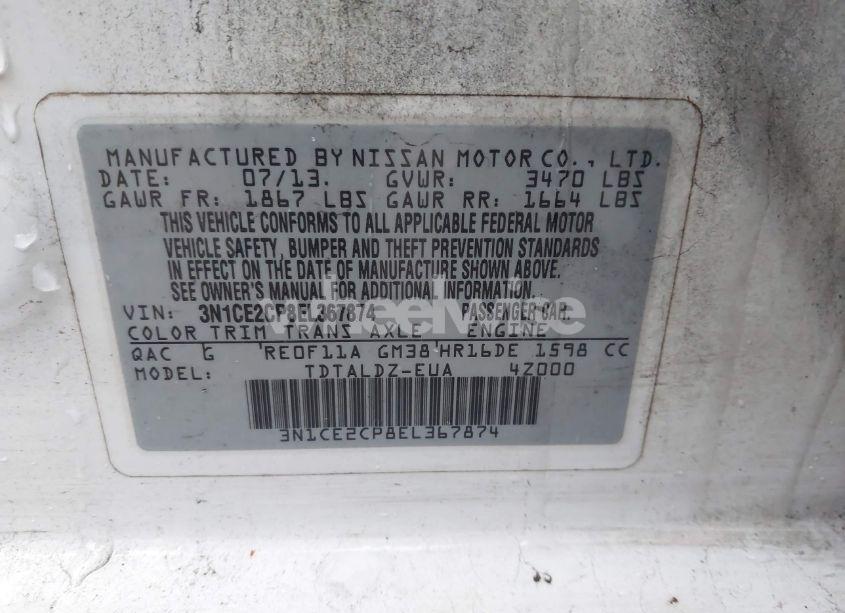 MANUFACTURED BY NISSAN MOTOR CO., LTD.
DATE: 07/13. GVWR: 3470 LBS
GAWR FR: 1867 LBS GAWR RR: 1664 LBS
THIS VEHICLE CONFORMS TO ALL APPLICABLE FEDERAL MOTOR
VEHICLE SAFETY, BUMPER AND THEFT PREVENTION STANDARDS
IN EFFECT ON THE DATE OF MANUFACTURE SHOWN ABOVE.
SEE OWNER'S MANUAL FOR ADDITIONAL INFORMATION.
VIN: 3N1CE2CP8EL367874 PASSENGER CAR.
COLOR TRIM TRANS AXLE ENGINE
QAC G 'RE0F11A GM38'HR16DE 1598 CC
MODEL: TDTALDZ-EUA 4Z000
3N1CE2CP8EL367874